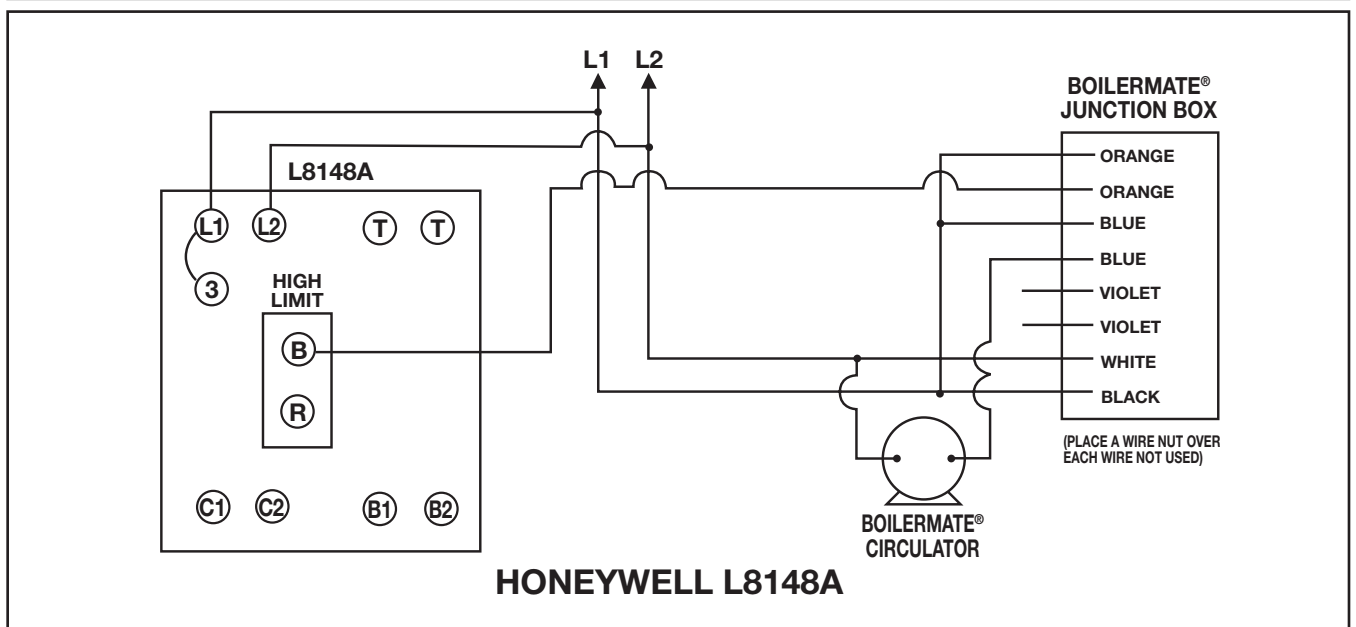 L1 L2
BOILERMATE®
JUNCTION BOX
L8148A
L1 L2 T T
3
HIGH
LIMIT
B
R
C1 C2 B1 B2
ORANGE
ORANGE
BLUE
BLUE
VIOLET
VIOLET
WHITE
BLACK
(PLACE A WIRE NUT OVER
EACH WIRE NOT USED)
BOILERMATE®
CIRCULATOR
HONEYWELL L8148A